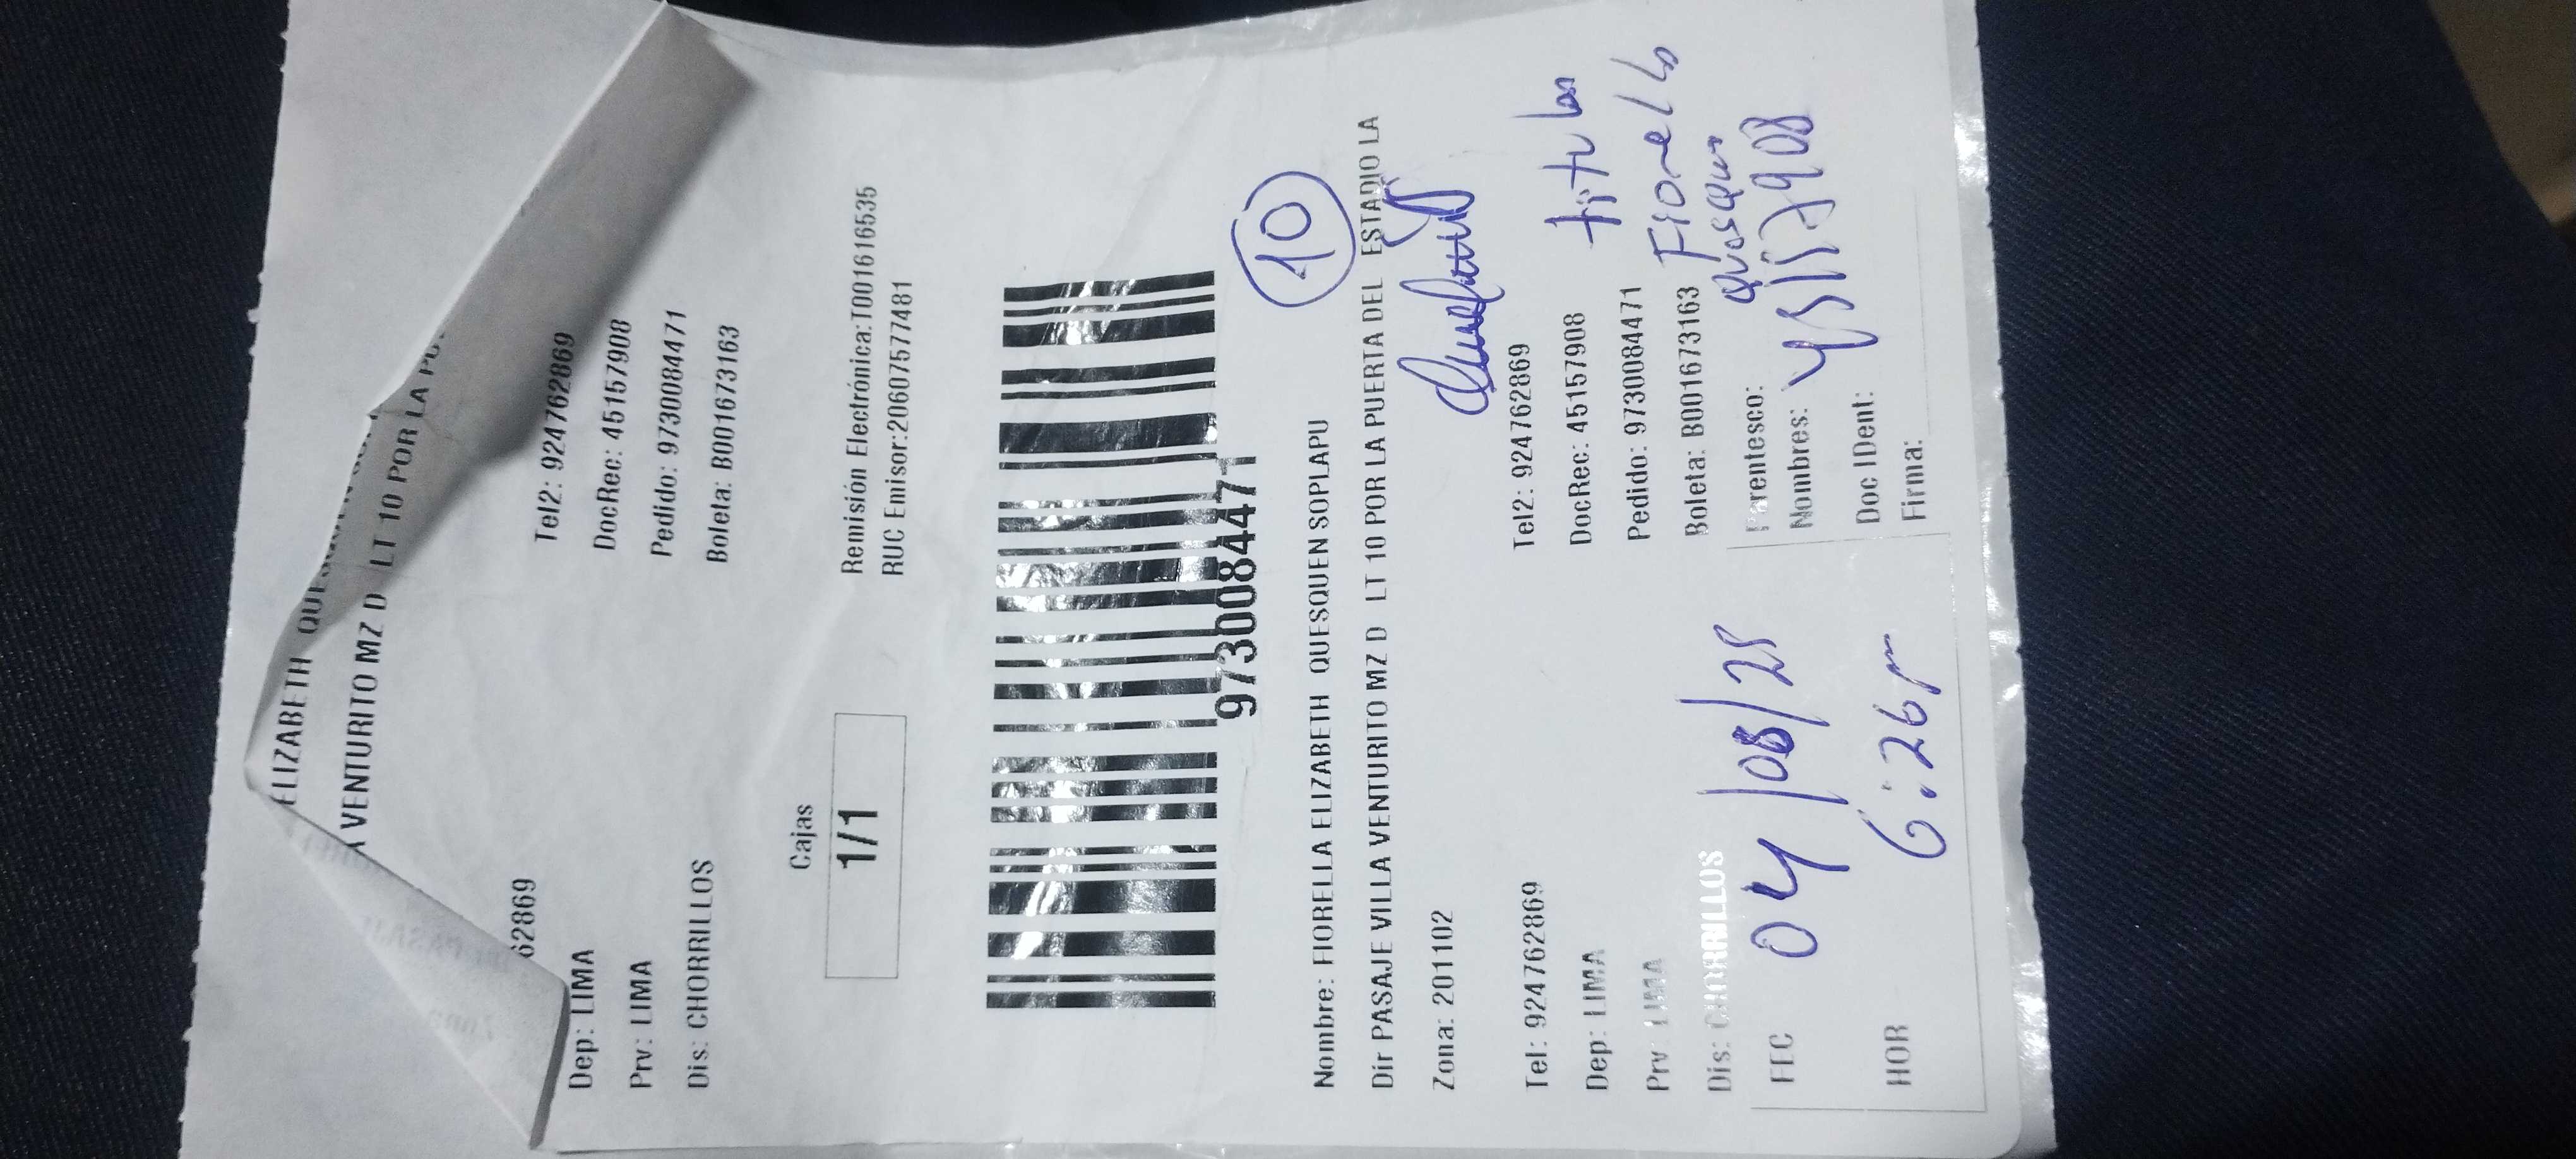 ELIZABETH
VENTURITO MZ D LT 10 POR LA
62869 Tel2: 924762869
Dep: LIMA DocRec: 45157908
Prv: LIMA Pedido: 9730084471
Dis: CHORRILLOS Boleta: B001673163
Cajas
1/1
Remisión Electrónica:T001616535
RUC Emisor:20607577481
9730084471
10
Nombre: FIORELLA ELIZABETH QUESQUEN SOPLAPU
Dir PASAJE VILLA VENTURITO MZ D LT 10 POR LA PUERTA DEL ESTADIO LA
Zona: 201102
Tel: 924762869 Tel2: 924762869
Dep: LIMA DocRec: 45157908 titular
Prv: LIMA Pedido: 9730084471 Fiorella
Dis: CHORRILLOS Boleta: B001673163
FEC 04/08/25 Parentesco:
Nombres: 45157908
HOR 6:26 Doc IDent:
Firma: